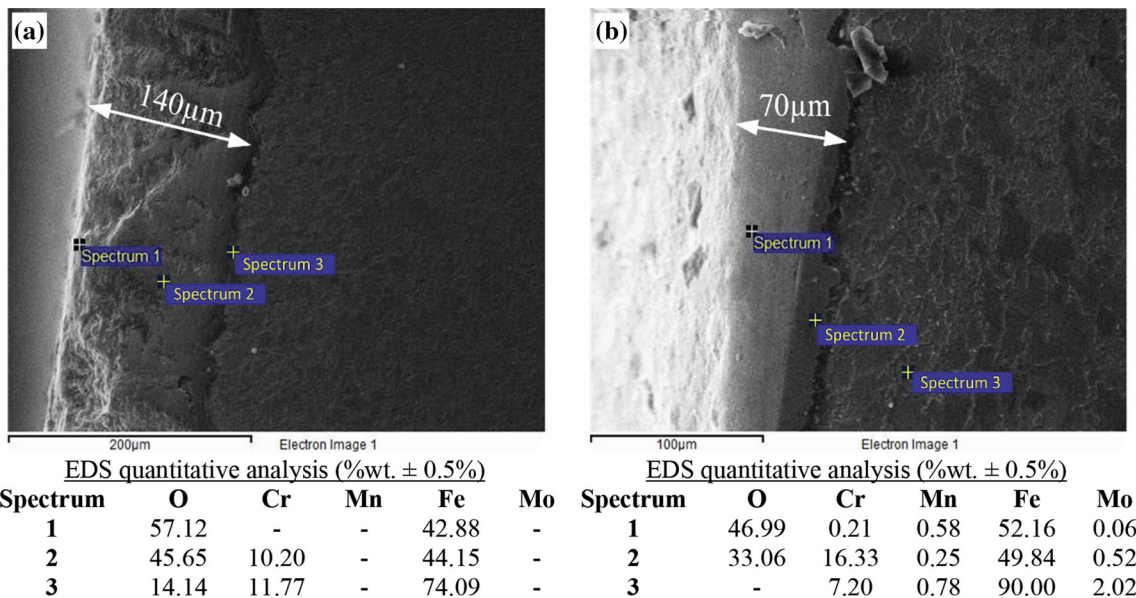 (a)
140µm
Spectrum 1
Spectrum 3
Spectrum 2
200µm Electron Image 1
EDS quantitative analysis (%wt. ± 0.5%)
Spectrum O Cr Mn Fe Mo
1 57.12 - - 42.88 -
2 45.65 10.20 - 44.15 -
3 14.14 11.77 - 74.09 -
(b)
70µm
Spectrum 1
Spectrum 2
Spectrum 3
100µm Electron Image 1
EDS quantitative analysis (%wt. ± 0.5%)
Spectrum O Cr Mn Fe Mo
1 46.99 0.21 0.58 52.16 0.06
2 33.06 16.33 0.25 49.84 0.52
3 - 7.20 0.78 90.00 2.02